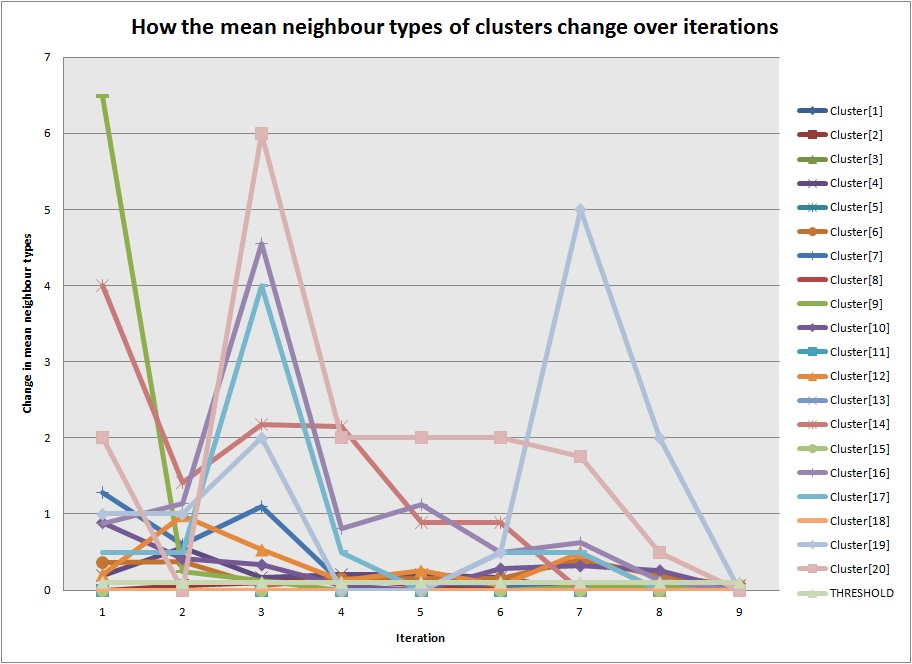 How the mean neighbour types of clusters change over iterations
7
6
5
4
3
2
1
0
Change in mean neighbour types
1 2 3 4 5 6 7 8 9
Iteration
Cluster[1]
Cluster[2]
Cluster[3]
Cluster[4]
Cluster[5]
Cluster[6]
Cluster[7]
Cluster[8]
Cluster[9]
Cluster[10]
Cluster[11]
Cluster[12]
Cluster[13]
Cluster[14]
Cluster[15]
Cluster[16]
Cluster[17]
Cluster[18]
Cluster[19]
Cluster[20]
THRESHOLD